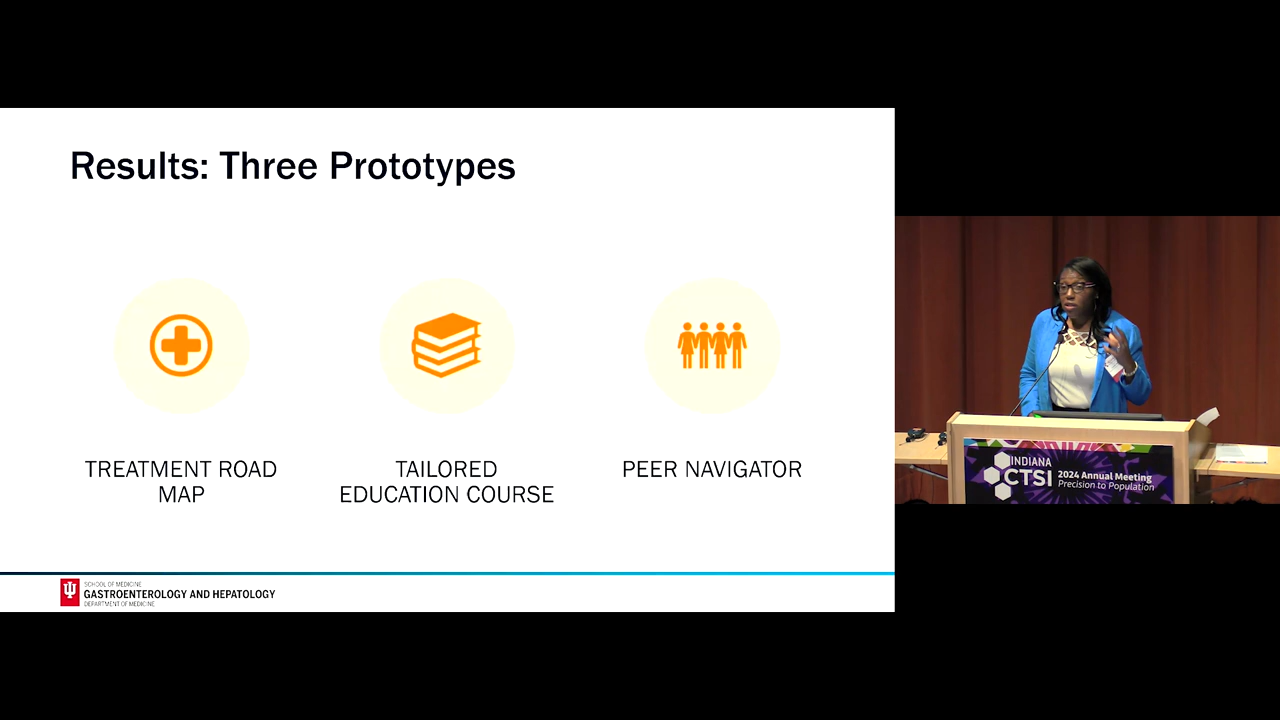 Results: Three Prototypes
TREATMENT ROAD
MAP
TAILORED
EDUCATION COURSE
PEER NAVIGATOR
SCHOOL OF MEDICINE
GASTROENTEROLOGY AND HEPATOLOGY
DEPARTMENT OF MEDICINE
INDIANA
CTSI
2024 Annual Meeting
Precision to Population